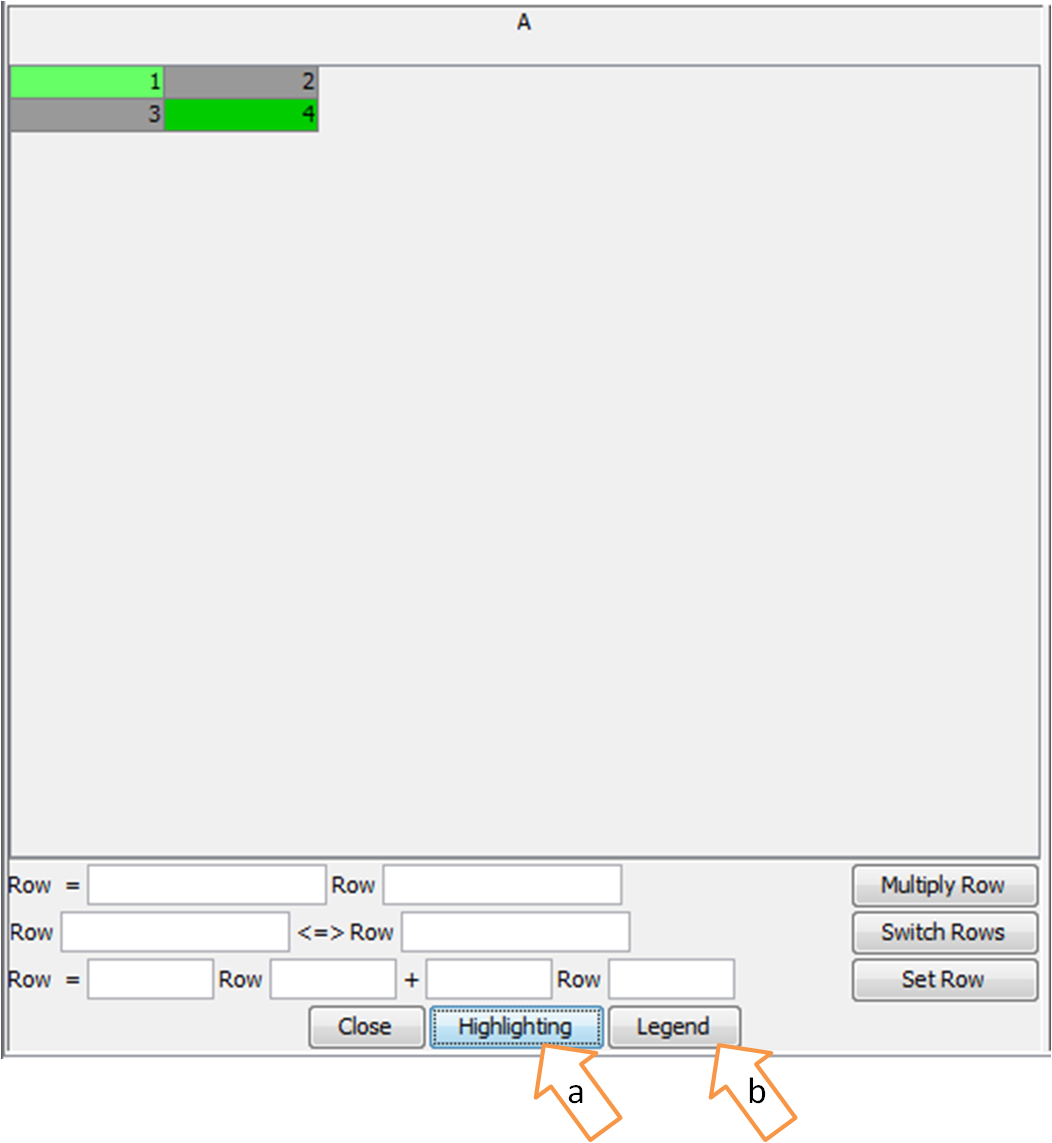 A
1 2
3 4
Row = Row Multiply Row
Row <=> Row Switch Rows
Row = Row + Row Set Row
Close Highlighting Legend
a b